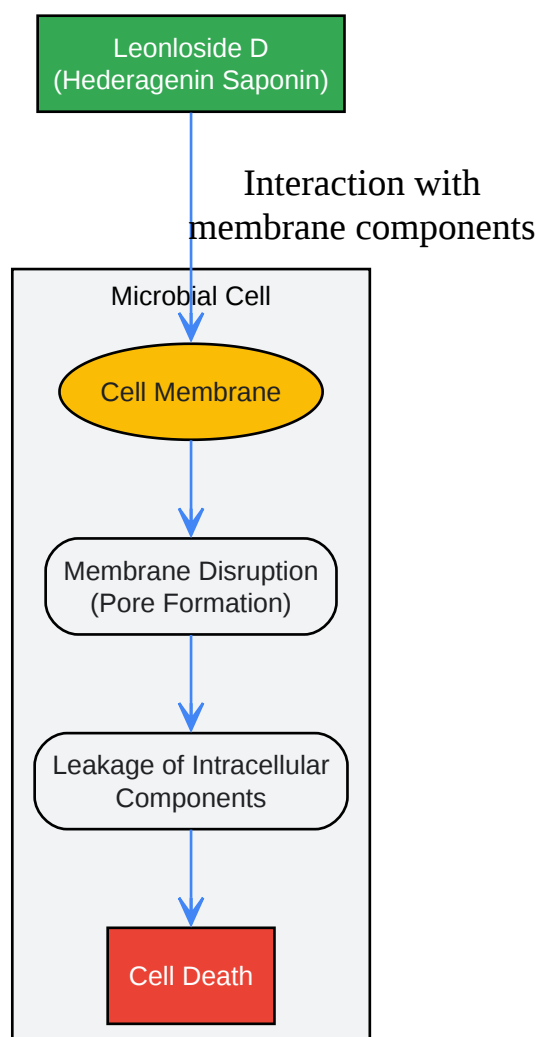 Leonloside D
(Hederagenin Saponin)
Interaction with
membrane components
Microbial Cell
Cell Membrane
Membrane Disruption
(Pore Formation)
Leakage of Intracellular
Components
Cell Death